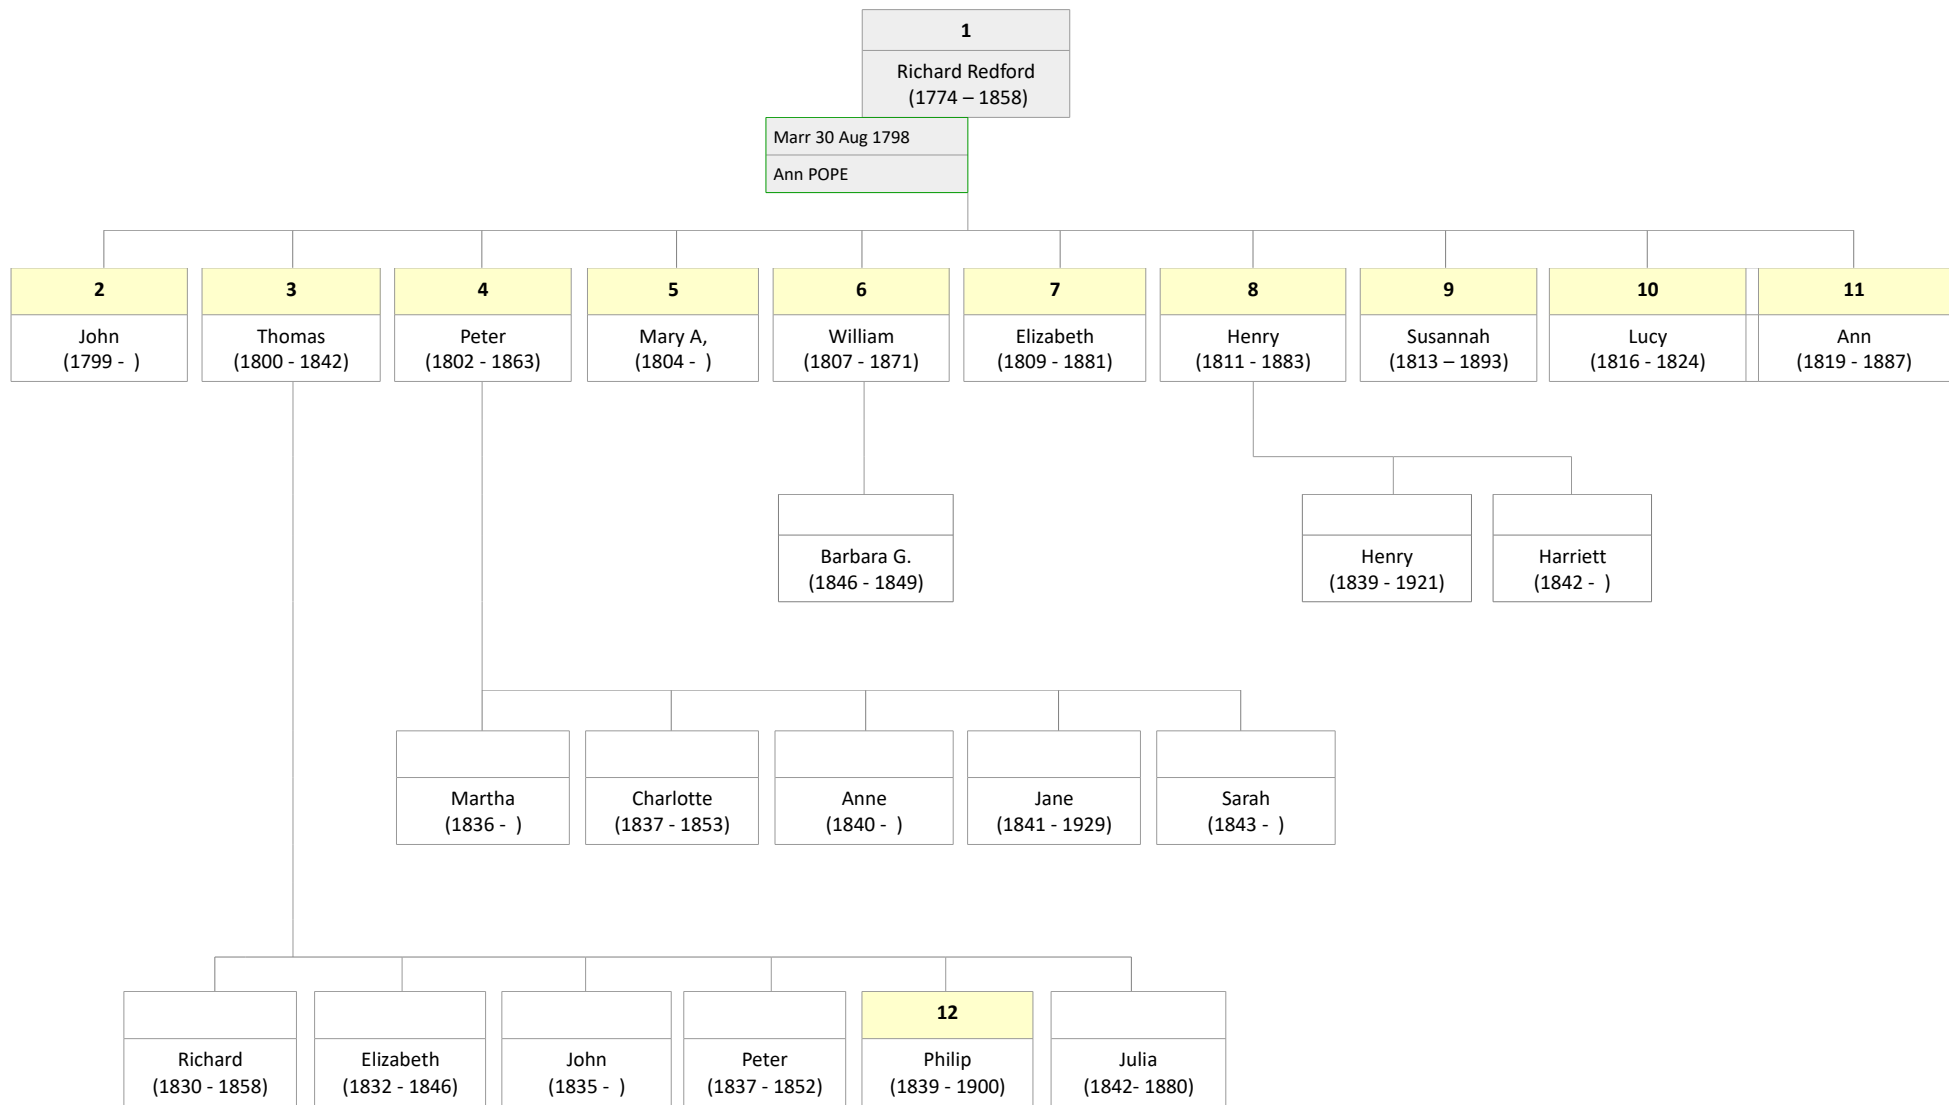 1
Richard Redford
(1774 – 1858)
Marr 30 Aug 1798
Ann POPE
2
John
(1799 -  )
3
Thomas
(1800 - 1842)
4
Peter
(1802 - 1863)
5
Mary A,
(1804 -  )
6
William
(1807 - 1871)
7
Elizabeth
(1809 - 1881)
8
Henry
(1811 - 1883)
9
Susannah
(1813 – 1893)
10
Lucy
(1816 - 1824)
11
Ann
(1819 - 1887)
Barbara G.
(1846 - 1849)
Henry
(1839 - 1921)
Harriett
(1842 -  )
Martha
(1836 -  )
Charlotte
(1837 - 1853)
Anne
(1840 -  )
Jane
(1841 - 1929)
Sarah
(1843 -  )
Richard
(1830 - 1858)
Elizabeth
(1832 - 1846)
John
(1835 -  )
Peter
(1837 - 1852)
12
Philip
(1839 - 1900)
Julia
(1842- 1880)